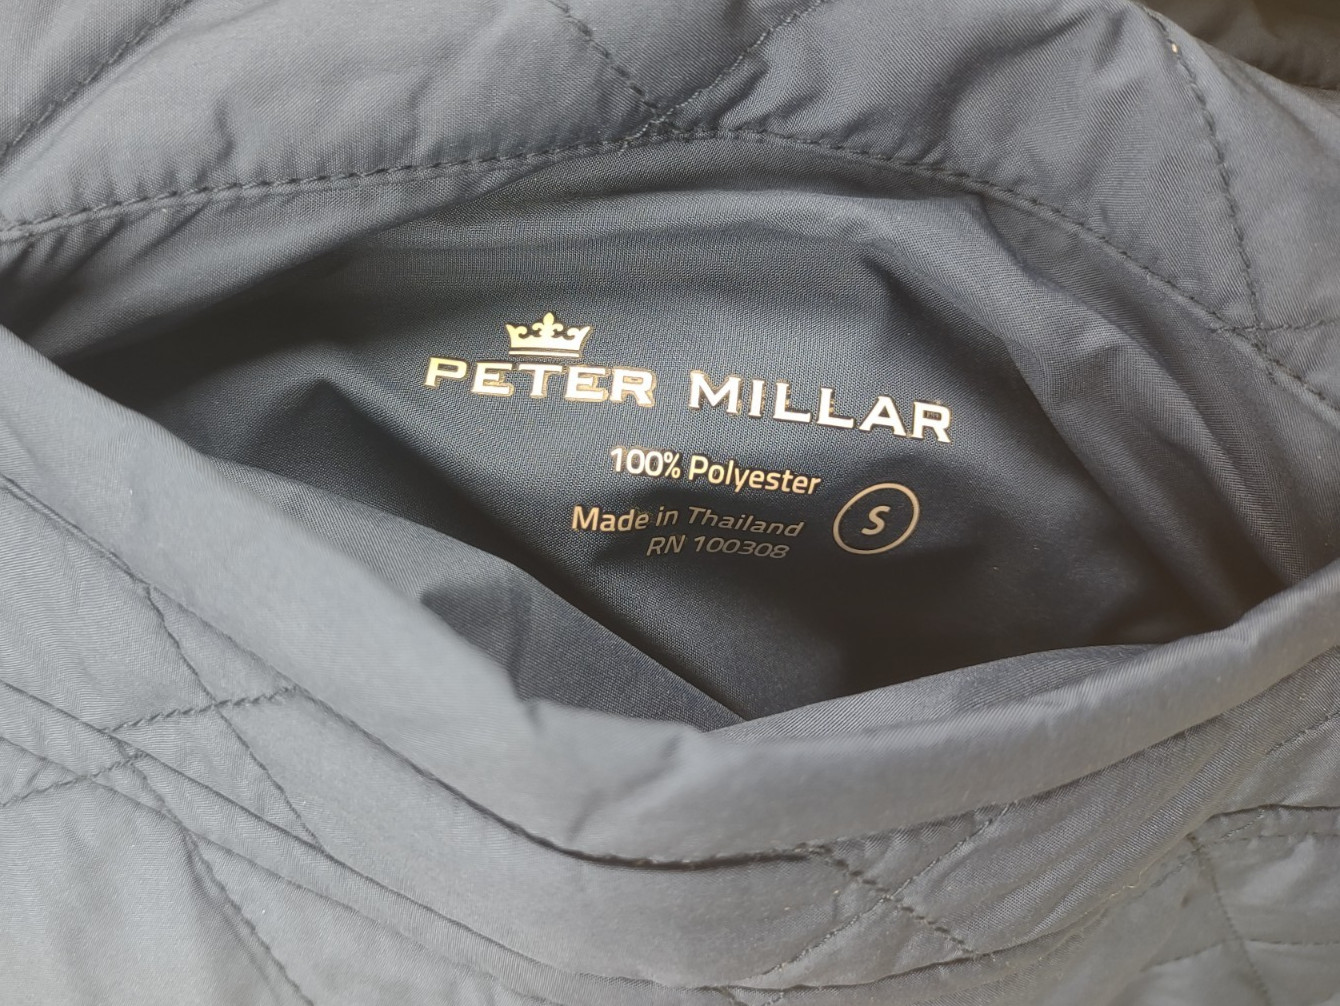 PETER MILLAR
100% Polyester
Made in Thailand
S
RN 100308